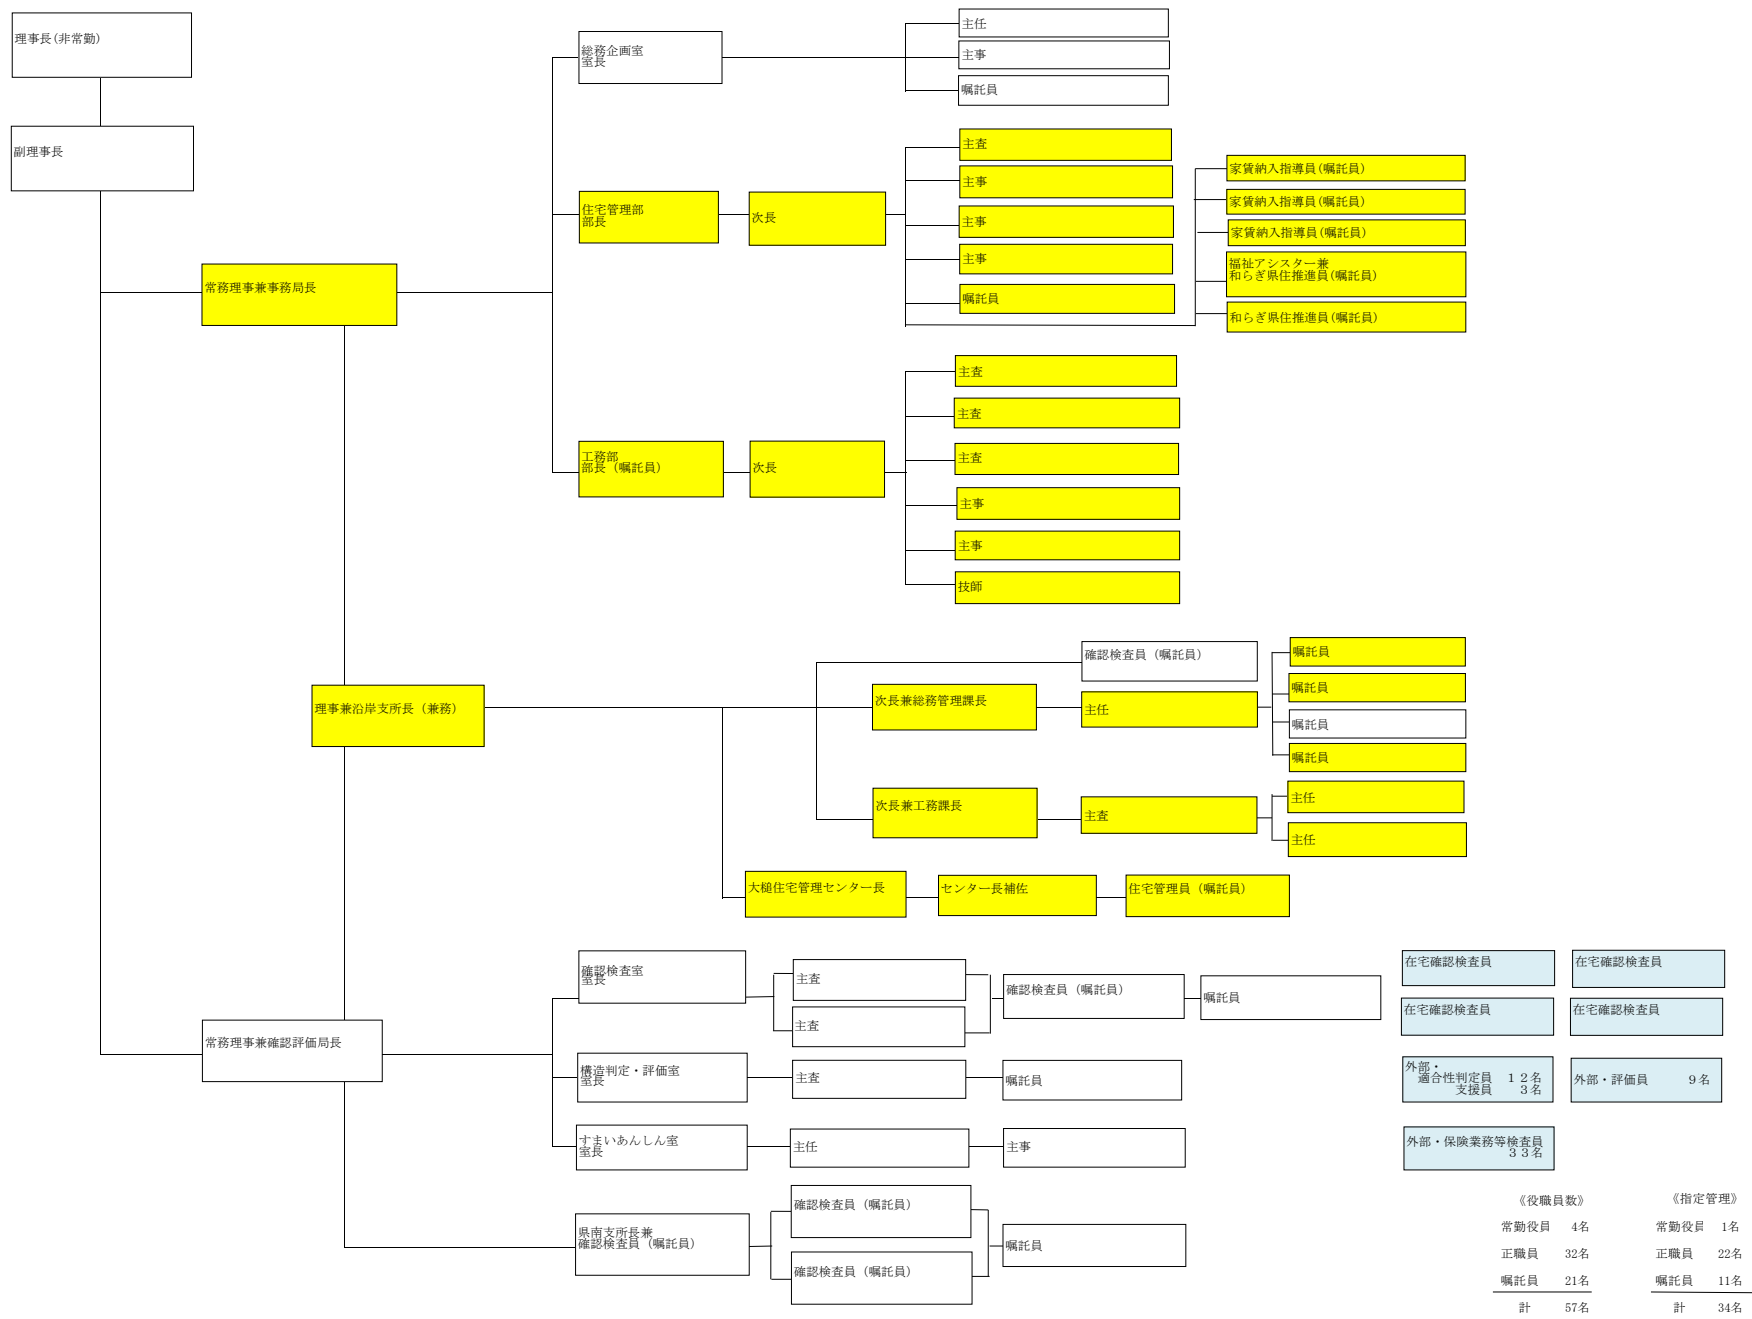 理事長(非常勤)
副理事長
常務理事兼事務局長
総務企画室
室長
主任
主事
嘱託員
住宅管理部
部長
次長
主査
主事
主事
主事
嘱託員
家賃納入指導員(嘱託員)
家賃納入指導員(嘱託員)
家賃納入指導員(嘱託員)
福祉アシスター兼
和らぎ県住推進員(嘱託員)
和らぎ県住推進員(嘱託員)
工務部
部長（嘱託員）
次長
主査
主査
主査
主事
主事
技師
理事兼沿岸支所長（兼務）
確認検査員（嘱託員）
次長兼総務管理課長
主任
嘱託員
嘱託員
嘱託員
嘱託員
次長兼工務課長
主査
主任
主任
大槌住宅管理センター長
センター長補佐
住宅管理員（嘱託員）
常務理事兼確認評価局長
確認検査室
室長
主査
主査
確認検査員（嘱託員）
嘱託員
構造判定・評価室
室長
主査
嘱託員
すまいあんしん室
室長
主任
主事
県南支所長兼
確認検査員（嘱託員）
確認検査員（嘱託員）
確認検査員（嘱託員）
嘱託員
在宅確認検査員
在宅確認検査員
在宅確認検査員
在宅確認検査員
外部・
適合性判定員　１２名
支援員　　３名
外部・評価員　　　９名
外部・保険業務等検査員
３３名
《役職員数》
常勤役員　4名
正職員　32名
嘱託員　21名
計　57名
《指定管理》
常勤役員　1名
正職員　22名
嘱託員　11名
計　34名